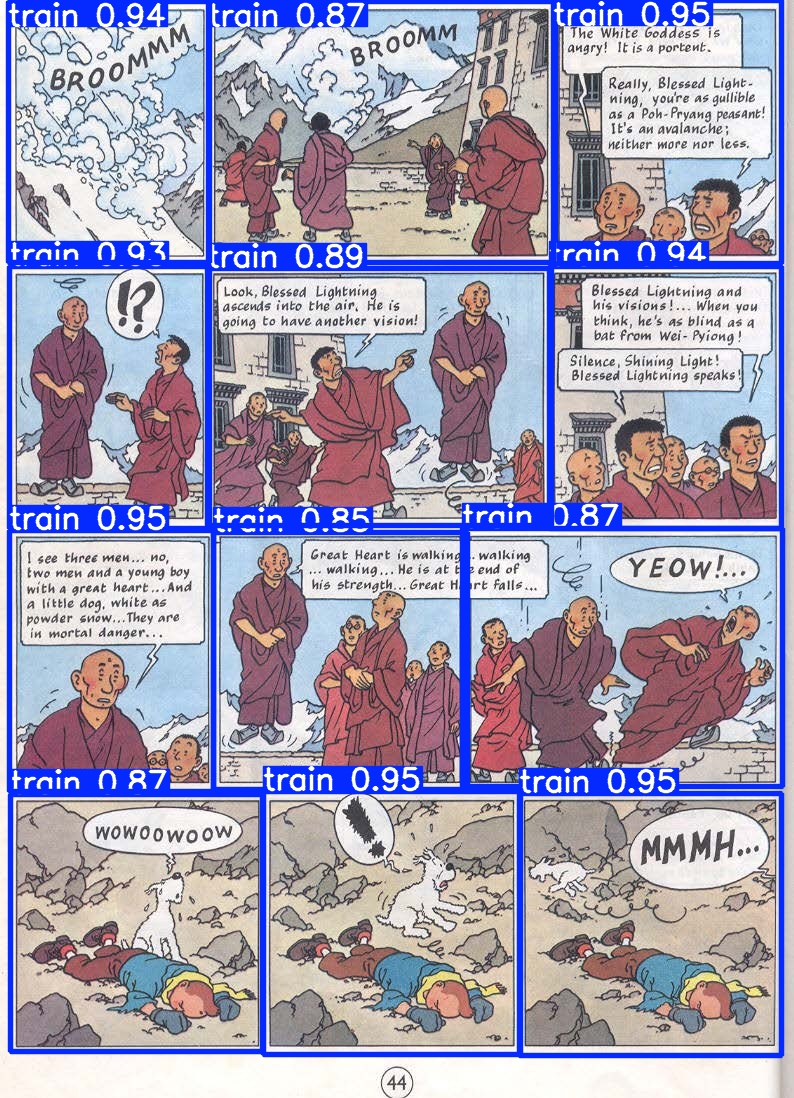 train 0.94
BROOMMM
train 0.87
BROOMM
train 0.95
The White Goddess is
angry! It is a portent.
Really, Blessed Light-
ning, you're as gullible
as a Poh-Pryang peasant!
It's an avalanche;
neither more nor less.
train 0.93
!?
train 0.89
Look, Blessed Lightning
ascends into the air. He is
going to have another vision!
train 0.94
Blessed Lightning and
his visions!... When you
think, he's as blind as a
bat from Wei-Pyiong!
Silence, Shining Light!
Blessed Lightning speaks!
train 0.95
I see three men... no,
two men and a young boy
with a great heart...And
a little dog, white as
powder snow...They are
in mortal danger...
train 0.85
Great Heart is walking... walking
... walking... He is at the end of
his strength... Great Heart falls...
train 0.87
YEOW!...
train 0.87
WOWOOWOOW
train 0.95
!
train 0.95
MMMH...
44